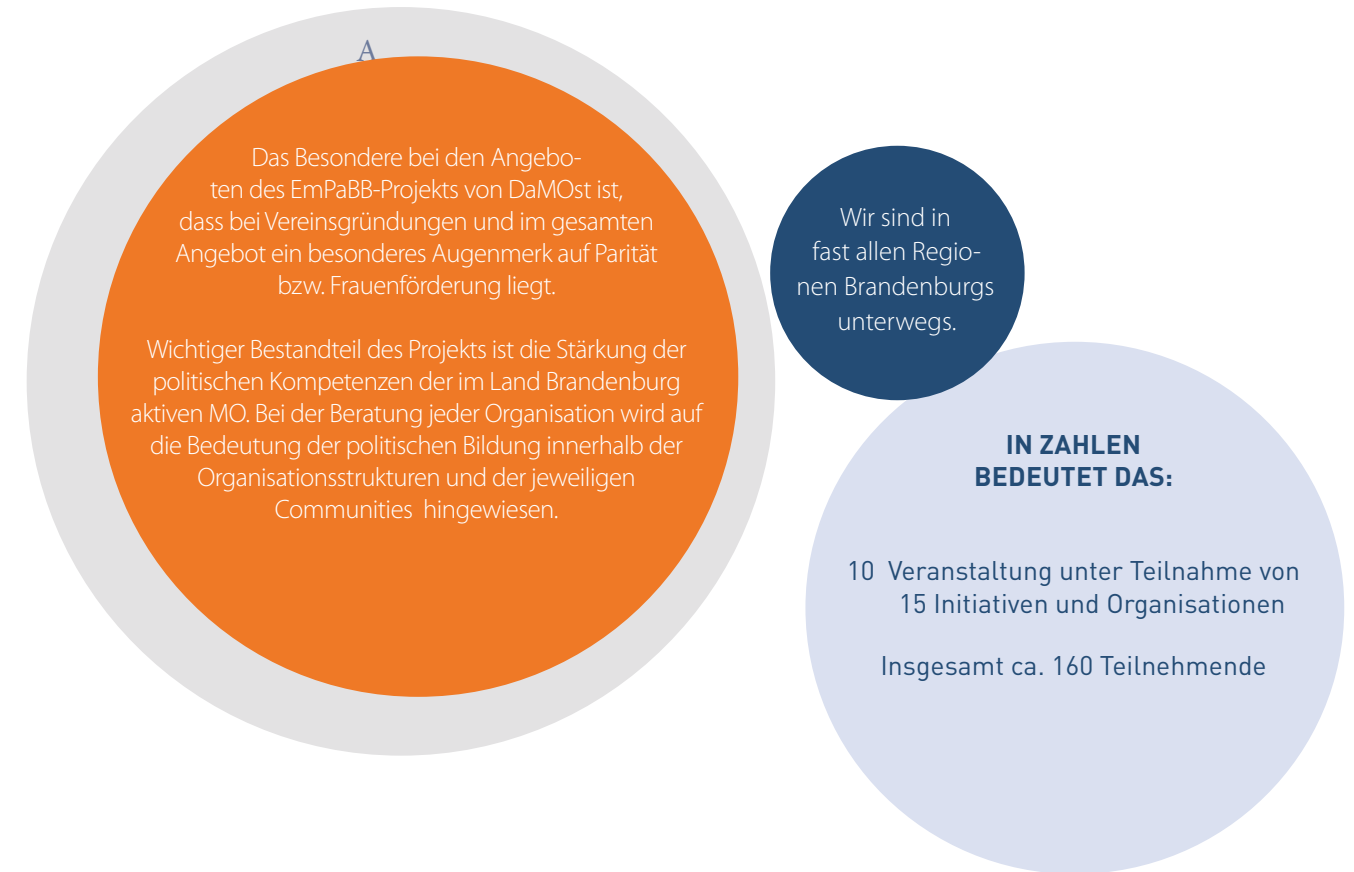 A
Das Besondere bei den Angebo-
ten des EmPaBB-Projekts von DaMOst ist,
dass bei Vereinsgründungen und im gesamten
Angebot ein besonderes Augenmerk auf Parität
bzw. Frauenförderung liegt.
Wichtiger Bestandteil des Projekts ist die Stärkung der
politischen Kompetenzen der im Land Brandenburg
aktiven MO. Bei der Beratung jeder Organisation wird auf
die Bedeutung der politischen Bildung innerhalb der
Organisationsstrukturen und der jeweiligen
Communities hingewiesen.
Wir sind in
fast allen Regio-
nen Brandenburgs
unterwegs.
IN ZAHLEN
BEDEUTET DAS:
10 Veranstaltung unter Teilnahme von
15 Initiativen und Organisationen
Insgesamt ca. 160 Teilnehmende